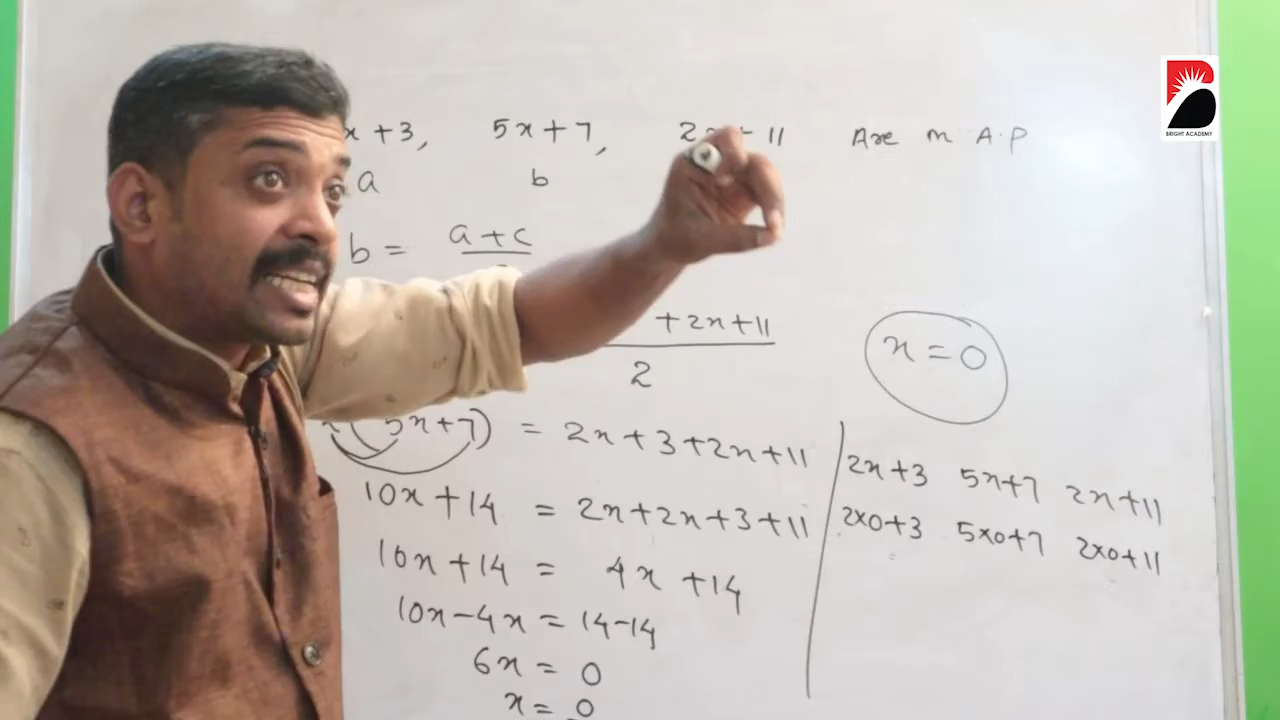 x + 3, 5x + 7, 2x + 11 Are in A.P
a b
b = a + c
+ 2x + 11
2
x = 0
(5x + 7) = 2x + 3 + 2x + 11
10x + 14 = 2x + 2x + 3 + 11
10x + 14 = 4x + 14
10x - 4x = 14 - 14
6x = 0
x = 0
2x + 3 5x + 7 2x + 11
2x0 + 3 5x0 + 7 2x0 + 11
BRIGHT ACADEMY